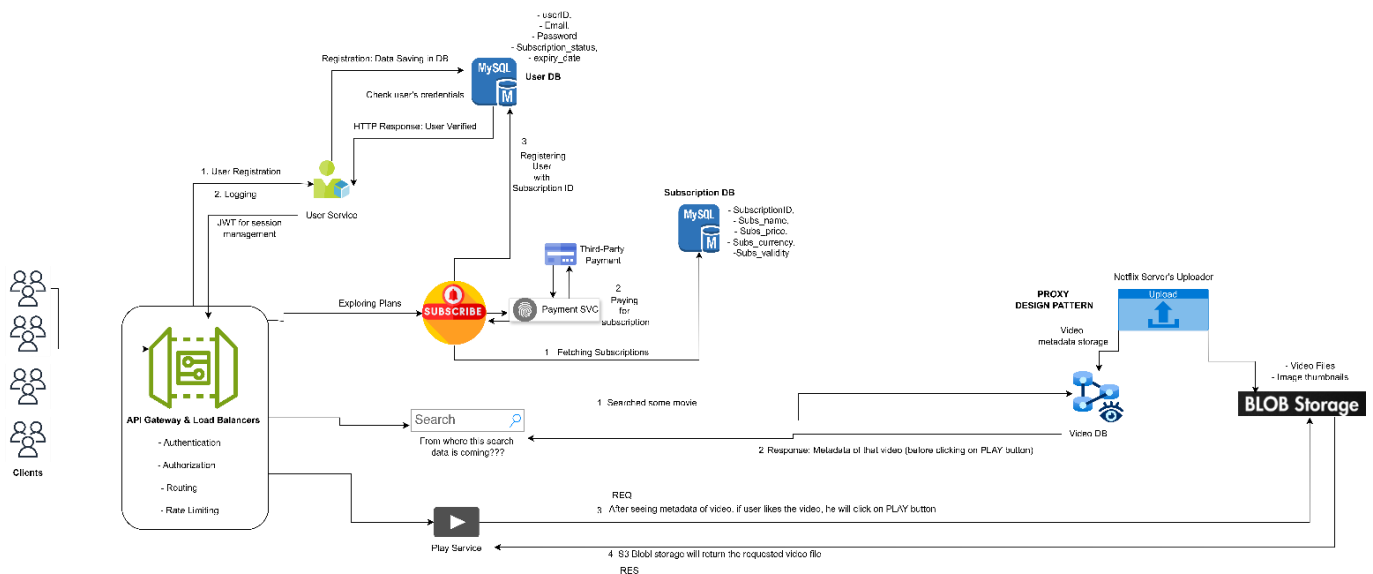 - userID,
- Email,
- Password
- Subscription_status,
- expiry_date
Registration: Data Saving in DB
MySQL
M
User DB
Check user's credentials
HTTP Response: User Verified
3
Registering
User
with
Subscription ID
1. User Registration
2. Logging
User Service
JWT for session
management
Subscription DB
MySQL
M
- SubscriptionID,
- Subs_name,
- Subs_price,
- Subs_currency,
-Subs_validity
Third-Party
Payment
2
Paying
for
subscription
Exploring Plans
SUBSCRIBE
Payment SVC
1 Fetching Subscriptions
Netflix Server's Uploader
Upload
PROXY
DESIGN PATTERN
Video
metadata storage
- Video Files
- Image thumbnails
BLOB Storage
Video DB
1 Searched some movie
Search
From where this search
data is coming???
2 Response: Metadata of that video (before clicking on PLAY button)
API Gateway & Load Balancers
- Authentication
- Authorization
- Routing
- Rate Limiting
Clients
REQ
3 After seeing metadata of video. if user likes the video, he will click on PLAY button
Play Service
4 S3 Blobl storage will return the requested video file
RES